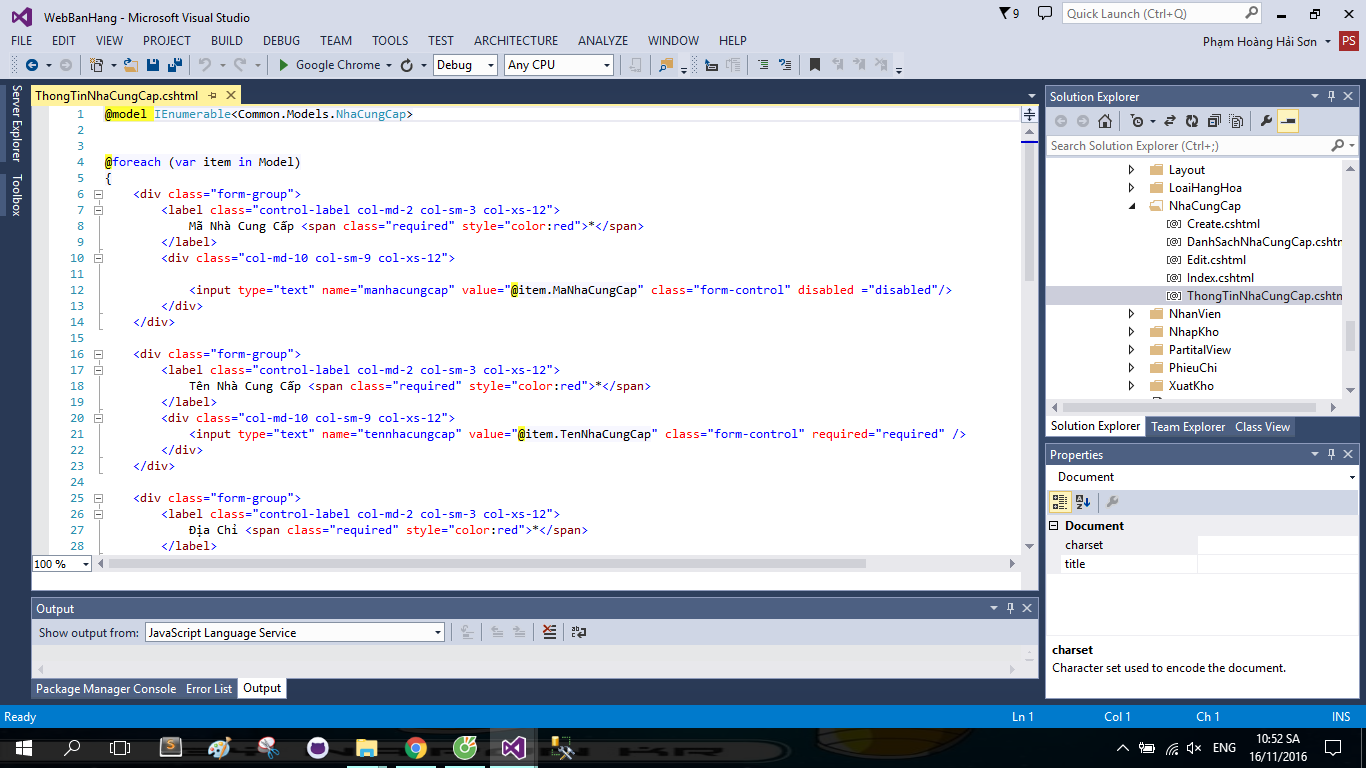 WebBanHang - Microsoft Visual Studio
9
Quick Launch (Ctrl+Q)
FILE EDIT VIEW PROJECT BUILD DEBUG TEAM TOOLS TEST ARCHITECTURE ANALYZE WINDOW HELP
Phạm Hoàng Hải Sơn
PS
Google Chrome
Debug
Any CPU
Server Explorer
Toolbox
ThongTinNhaCungCap.cshtml
1 @model IEnumerable<Common.Models.NhaCungCap>
2
3
4 @foreach (var item in Model)
5 {
6 <div class="form-group">
7 <label class="control-label col-md-2 col-sm-3 col-xs-12">
8 Mã Nhà Cung Cấp <span class="required" style="color:red">*</span>
9 </label>
10 <div class="col-md-10 col-sm-9 col-xs-12">
11
12 <input type="text" name="manhacungcap" value="@item.MaNhaCungCap" class="form-control" disabled ="disabled"/>
13 </div>
14 </div>
15
16 <div class="form-group">
17 <label class="control-label col-md-2 col-sm-3 col-xs-12">
18 Tên Nhà Cung Cấp <span class="required" style="color:red">*</span>
19 </label>
20 <div class="col-md-10 col-sm-9 col-xs-12">
21 <input type="text" name="tennhacungcap" value="@item.TenNhaCungCap" class="form-control" required="required" />
22 </div>
23 </div>
24
25 <div class="form-group">
26 <label class="control-label col-md-2 col-sm-3 col-xs-12">
27 Địa Chỉ <span class="required" style="color:red">*</span>
28 </label>
100 %
Output
Show output from: JavaScript Language Service
Package Manager Console Error List Output
Solution Explorer
Search Solution Explorer (Ctrl+;)
Layout
LoaiHangHoa
NhaCungCap
Create.cshtml
DanhSachNhaCungCap.cshtm
Edit.cshtml
Index.cshtml
ThongTinNhaCungCap.cshtm
NhanVien
NhapKho
PartitalView
PhieuChi
XuatKho
Solution Explorer Team Explorer Class View
Properties
Document
Document
charset
title
charset
Character set used to encode the document.
Ready
Ln 1 Col 1 Ch 1 INS
ENG
10:52 SA
16/11/2016